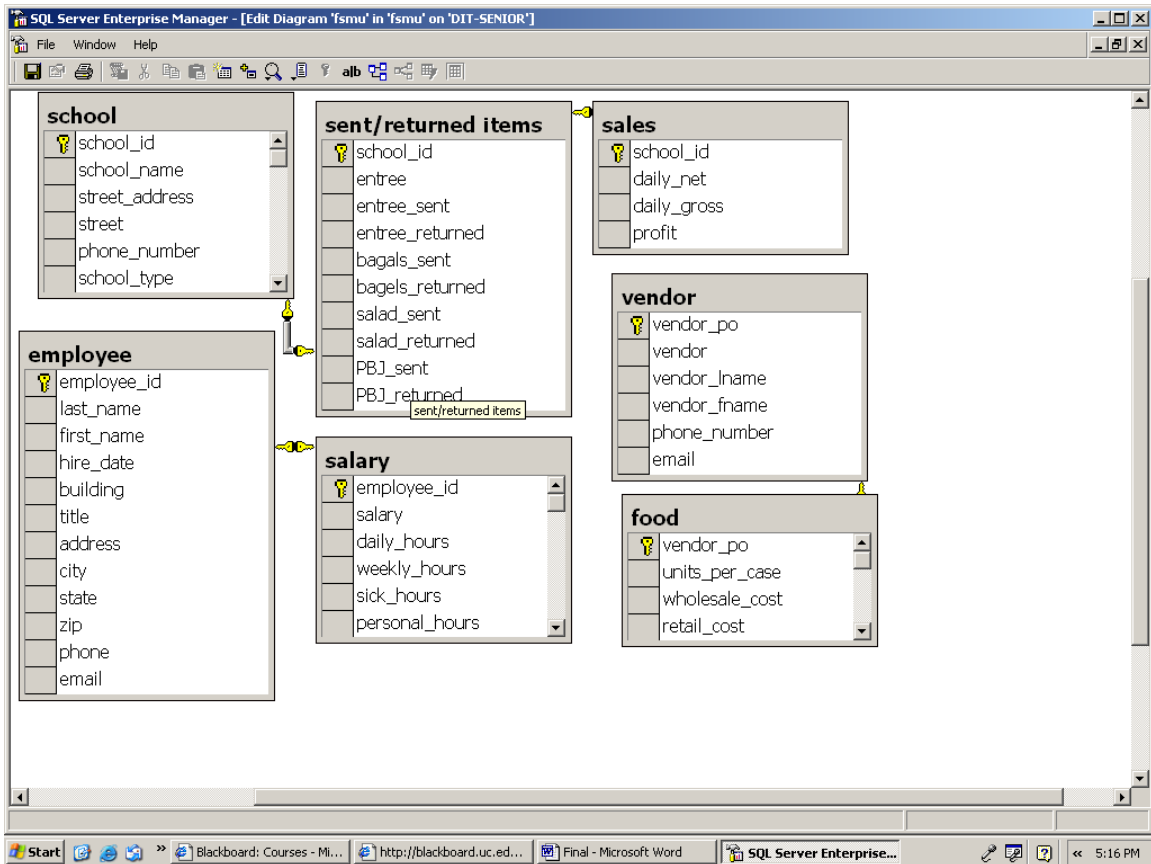 SQL Server Enterprise Manager - [Edit Diagram 'fsmu' in 'fsmu' on 'DIT-SENIOR']
File Window Help
ab
school
school_id
school_name
street_address
street
phone_number
school_type
sent/returned items
school_id
entree
entree_sent
entree_returned
bagals_sent
bagels_returned
salad_sent
salad_returned
PBJ_sent
PBJ_returned
sent/returned items
sales
school_id
daily_net
daily_gross
profit
vendor
vendor_po
vendor
vendor_lname
vendor_fname
phone_number
email
employee
employee_id
last_name
first_name
hire_date
building
title
address
city
state
zip
phone
email
salary
employee_id
salary
daily_hours
weekly_hours
sick_hours
personal_hours
food
vendor_po
units_per_case
wholesale_cost
retail_cost
Start » Blackboard: Courses - Mi... http://blackboard.uc.ed... Final - Microsoft Word SQL Server Enterprise... « 5:16 PM